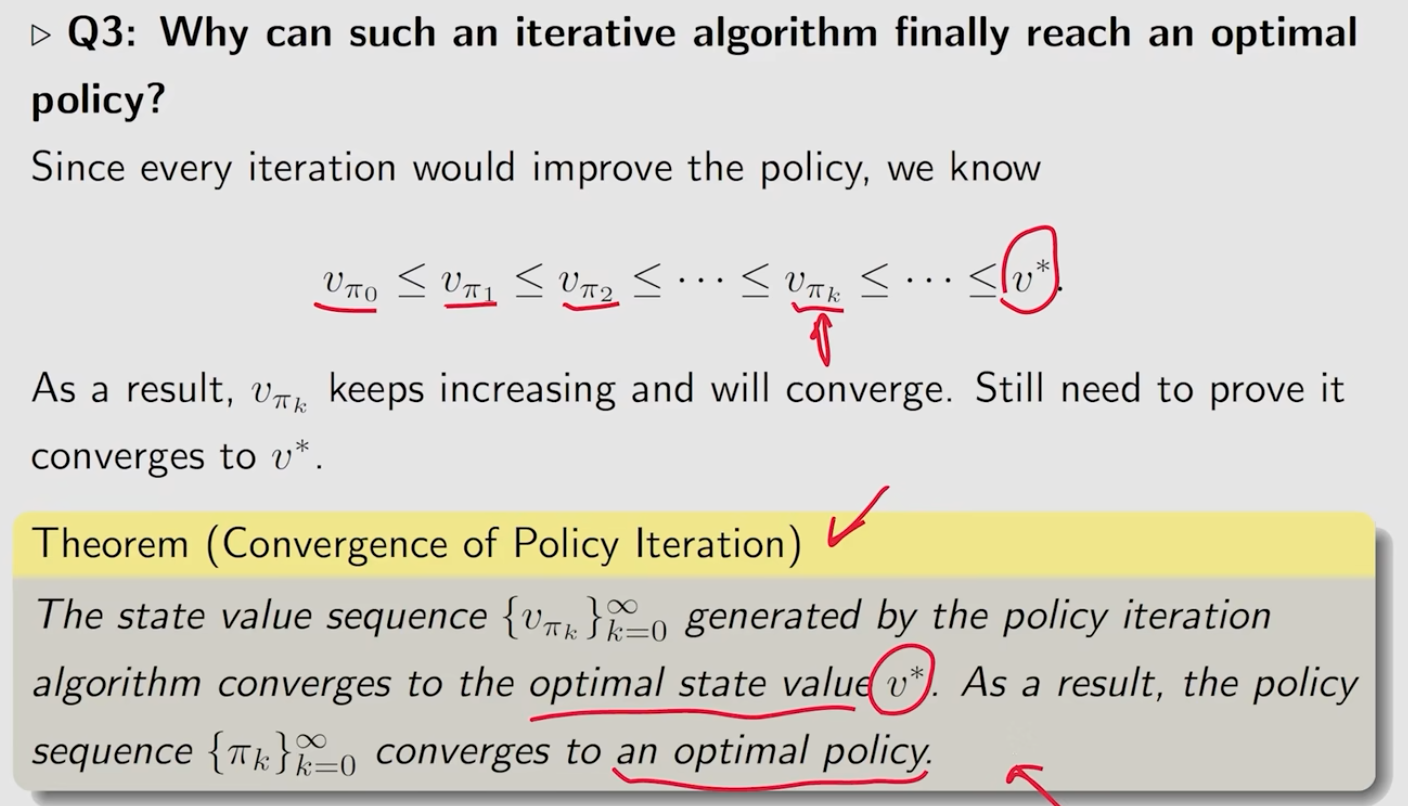 ▷ Q3: Why can such an iterative algorithm finally reach an optimal
policy?
Since every iteration would improve the policy, we know
$v_{\pi_0} \leq v_{\pi_1} \leq v_{\pi_2} \leq \cdots \leq v_{\pi_k} \leq \cdots \leq v^*.$
As a result, $v_{\pi_k}$ keeps increasing and will converge. Still need to prove it
converges to $v^*$.
Theorem (Convergence of Policy Iteration)
The state value sequence $\{v_{\pi_k}\}_{k=0}^{\infty}$ generated by the policy iteration
algorithm converges to the optimal state value $v^*$. As a result, the policy
sequence $\{\pi_k\}_{k=0}^{\infty}$ converges to an optimal policy.